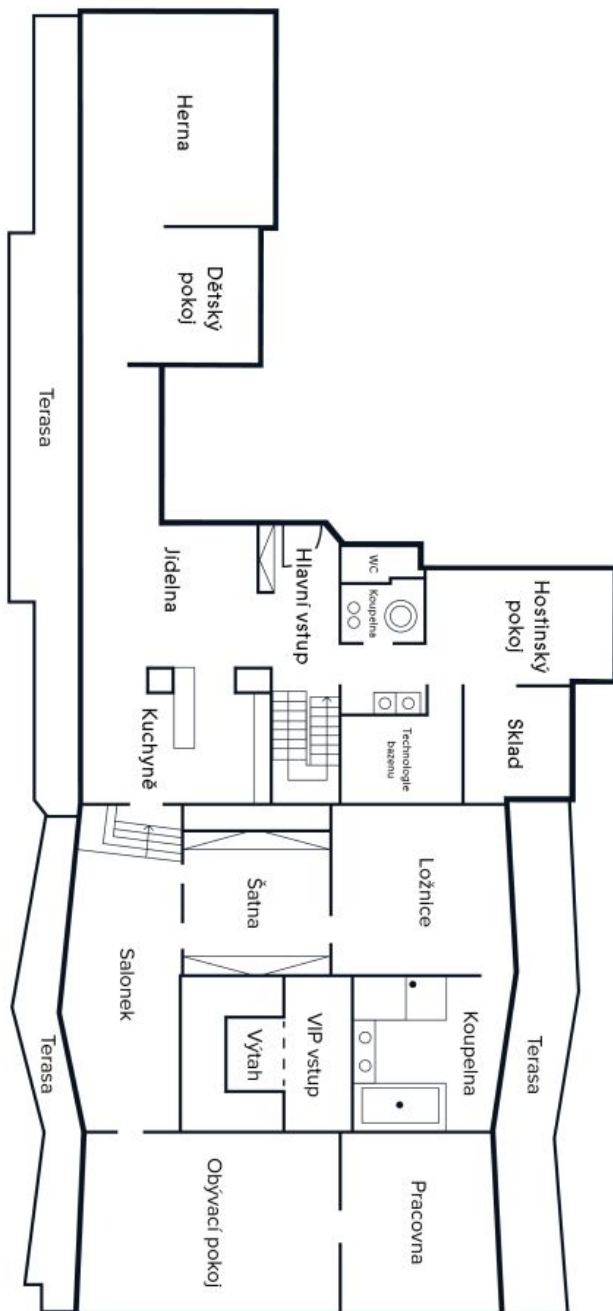 Herna
Dětský
pokoj
Terasa
Jídelna
Hlavní vstup
WC
Koupelna
Hostinský
pokoj
Kuchyně
Technologie
bazenu
Sklad
Šatna
Ložnice
Salonek
Terasa
Výtah
VIP vstup
Koupelna
Terasa
Obývací pokoj
Pracovna